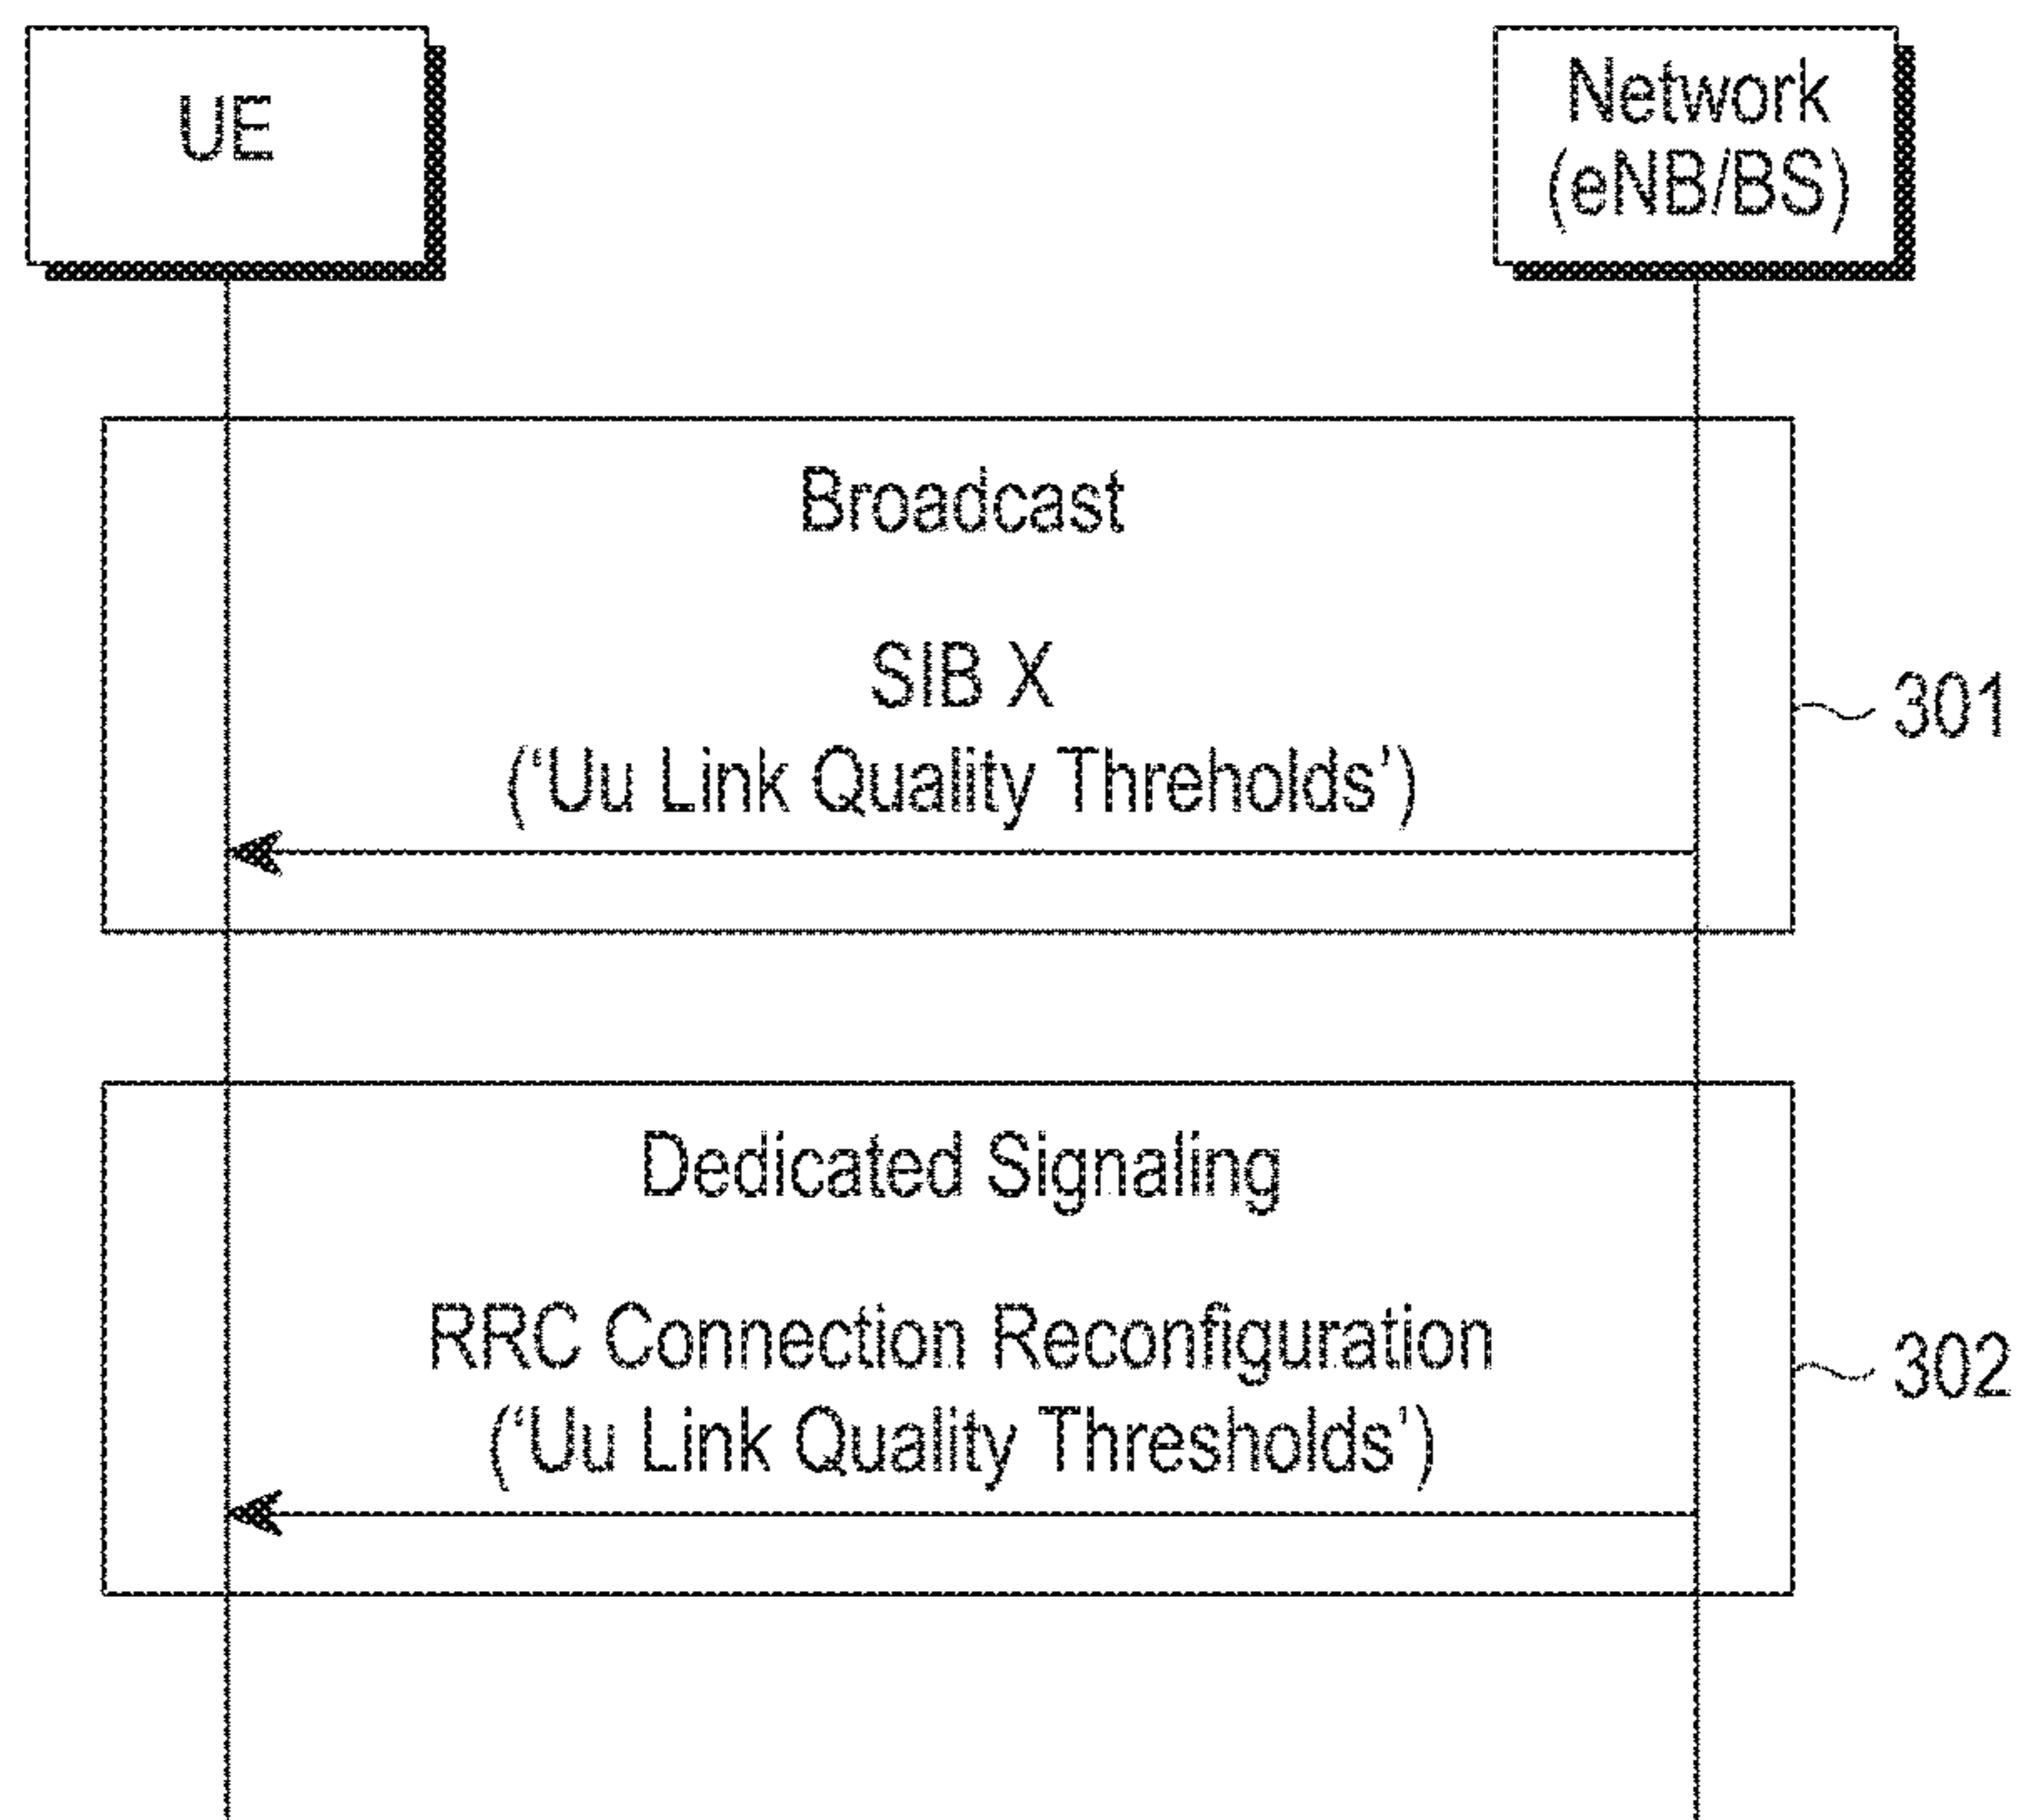 UE
Network
(eNB/BS)
Broadcast
SIB X
(‘Uu Link Quality Threholds’)
301
Dedicated Signaling
RRC Connection Reconfiguration
(‘Uu Link Quality Thresholds’)
302